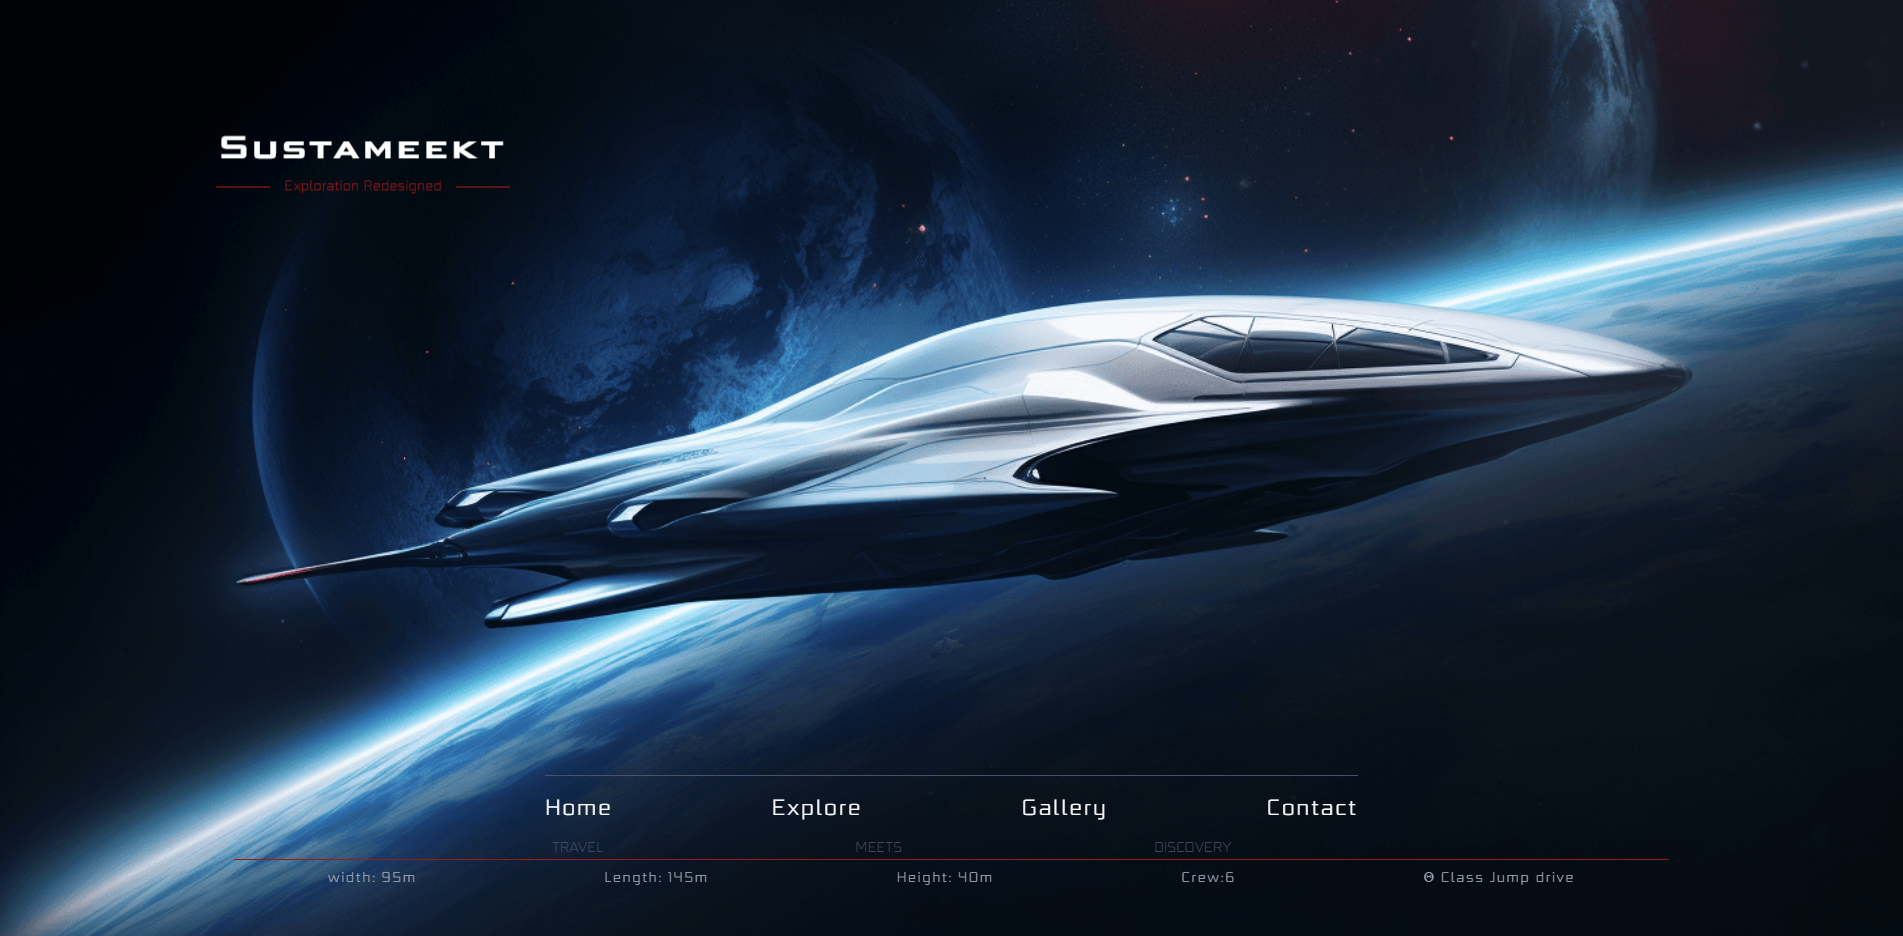 Sustameekt
Exploration Redesigned
Home Explore Gallery Contact
TRAVEL MEETS DISCOVERY
width: 95m Length: 145m Height: 40m Crew:6 Θ Class Jump drive